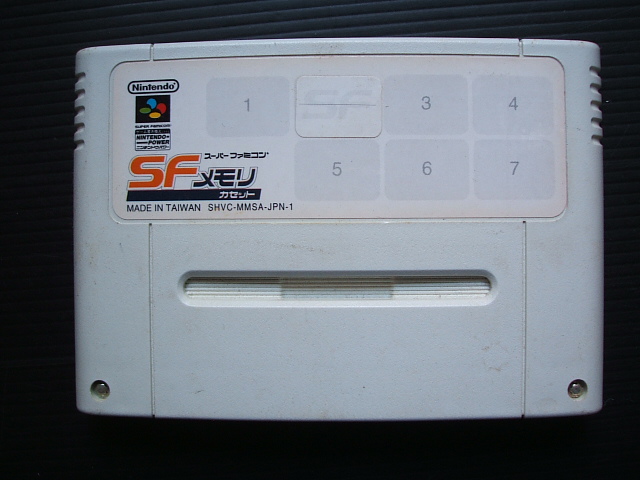 Nintendo
SUPER FAMICOM
NINTENDO
POWER
SFメモリ
スーパーファミコン
カセット
MADE IN TAIWAN SHVC-MMSA-JPN-1
1
SF
3
4
5
6
7